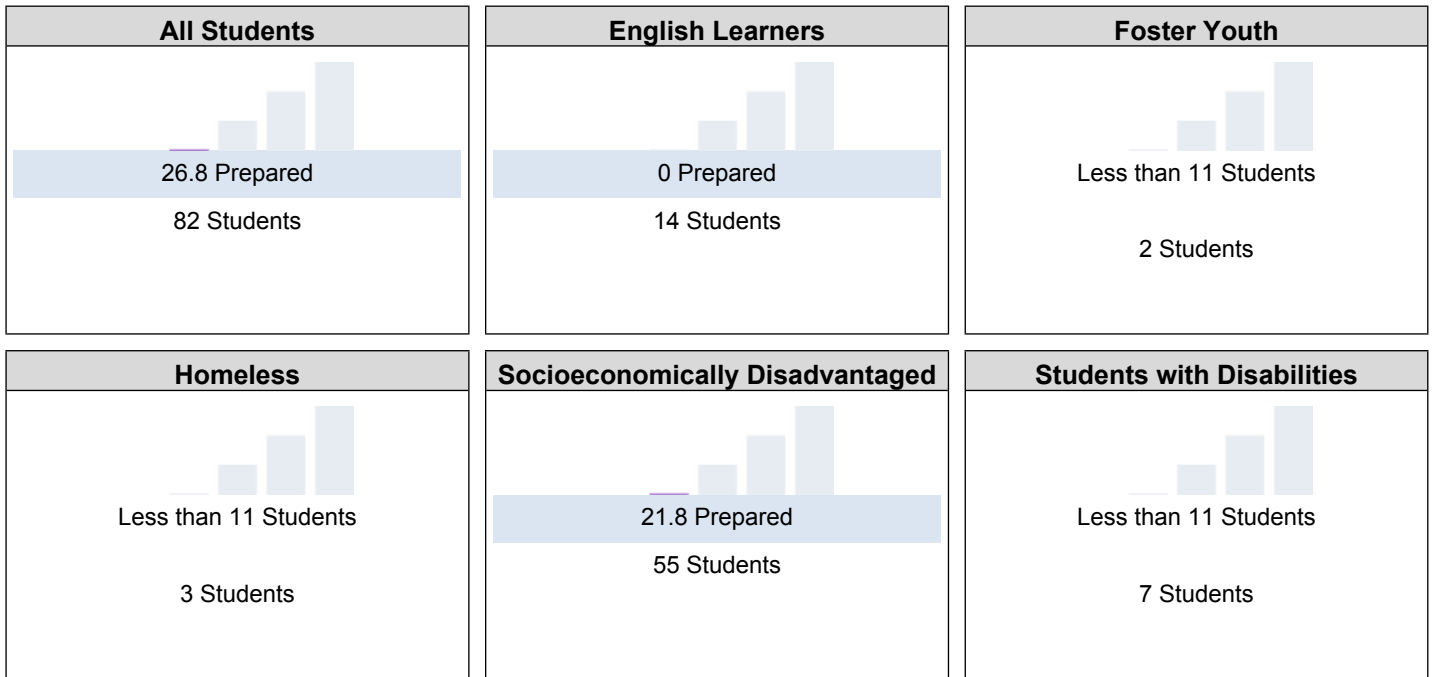 All Students
26.8 Prepared
82 Students
English Learners
0 Prepared
14 Students
Foster Youth
Less than 11 Students
2 Students
Homeless
Less than 11 Students
3 Students
Socioeconomically Disadvantaged
21.8 Prepared
55 Students
Students with Disabilities
Less than 11 Students
7 Students